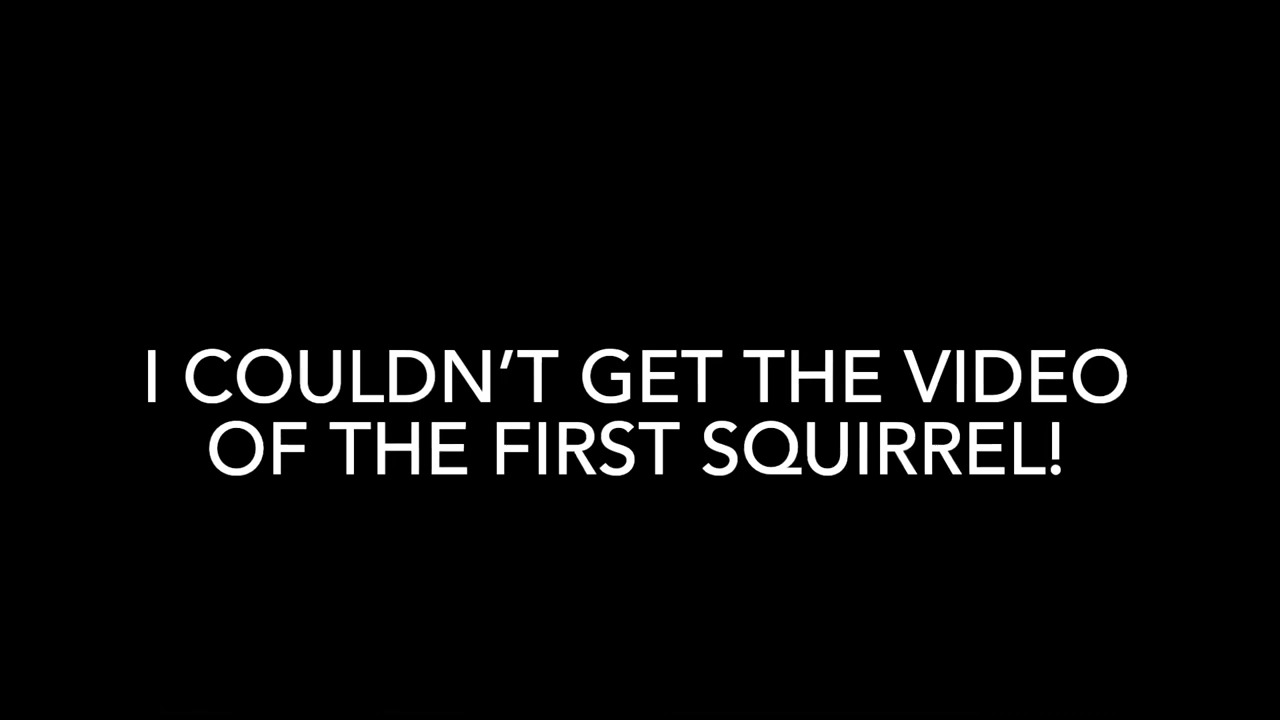 I COULDN’T GET THE VIDEO
OF THE FIRST SQUIRREL!